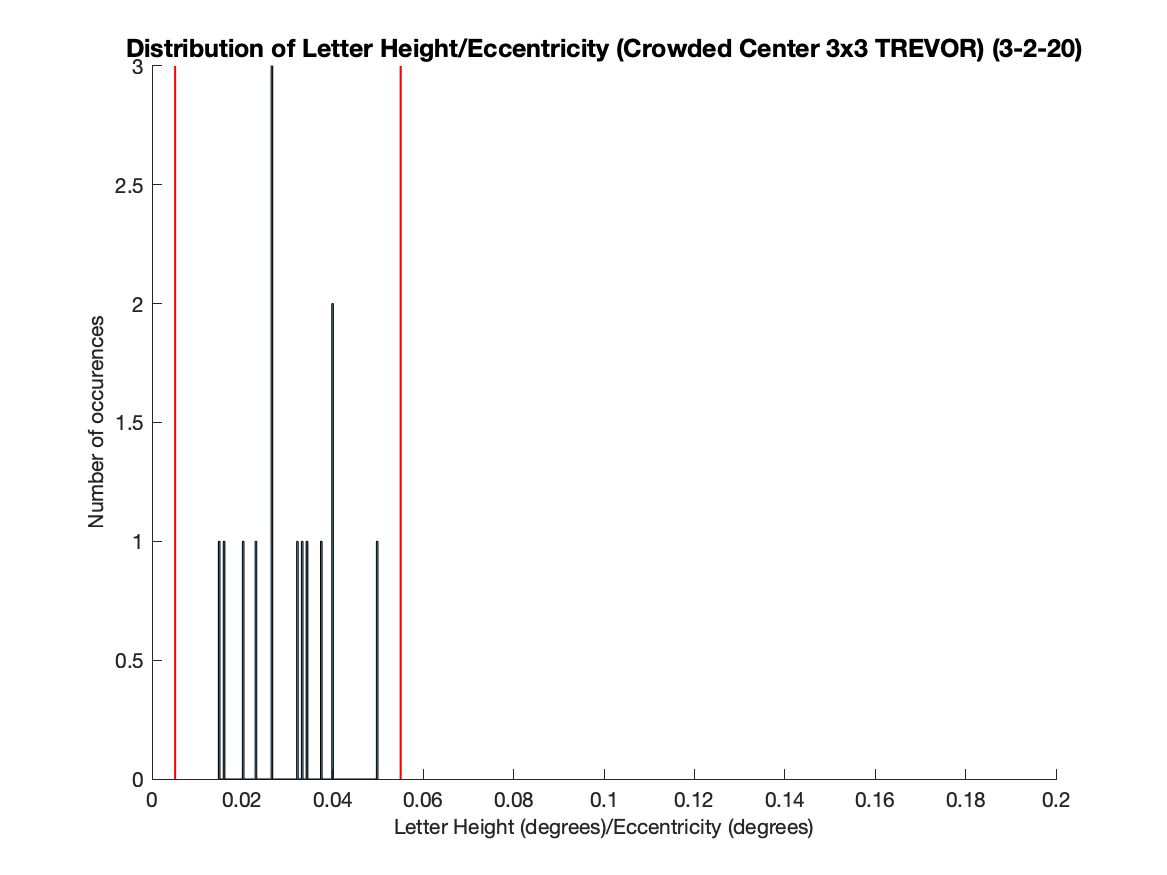 Distribution of Letter Height/Eccentricity (Crowded Center 3x3 TREVOR) (3-2-20)
3
2.5
2
1.5
1
0.5
0
Number of occurences
0 0.02 0.04 0.06 0.08 0.1 0.12 0.14 0.16 0.18 0.2
Letter Height (degrees)/Eccentricity (degrees)